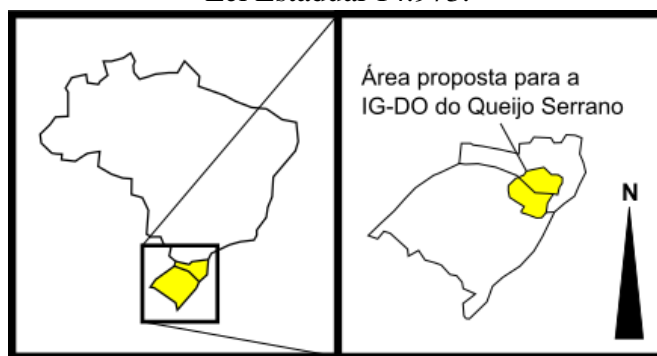 Lei Estadual 14.973.
Área proposta para a
IG-DO do Queijo Serrano
N